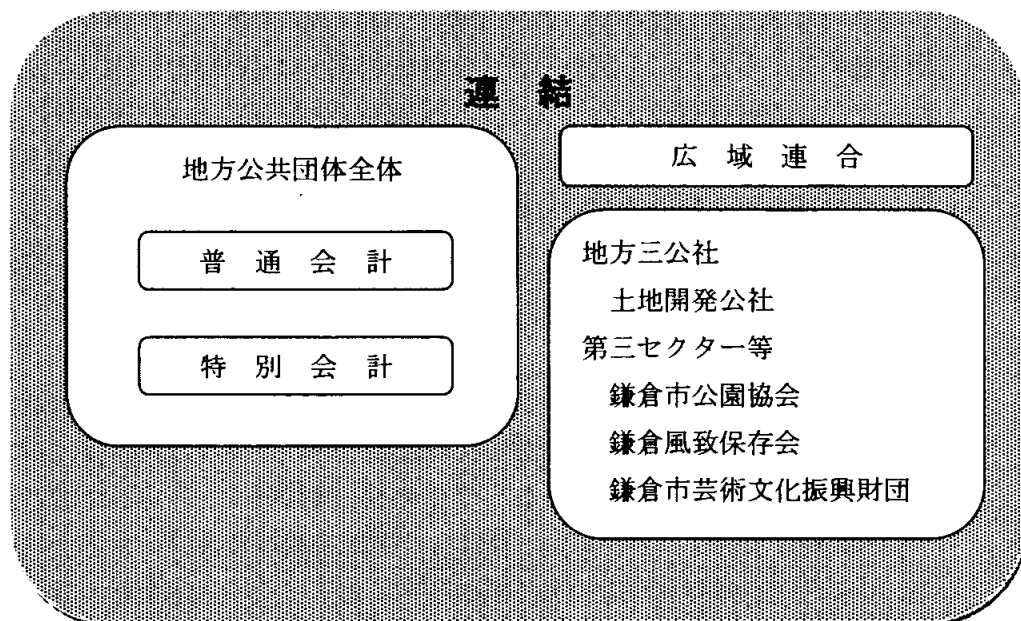 連結
地方公共団体全体
普通会計
特別会計
広域連合
地方三公社
土地開発公社
第三セクター等
鎌倉市公園協会
鎌倉風致保存会
鎌倉市芸術文化振興財団